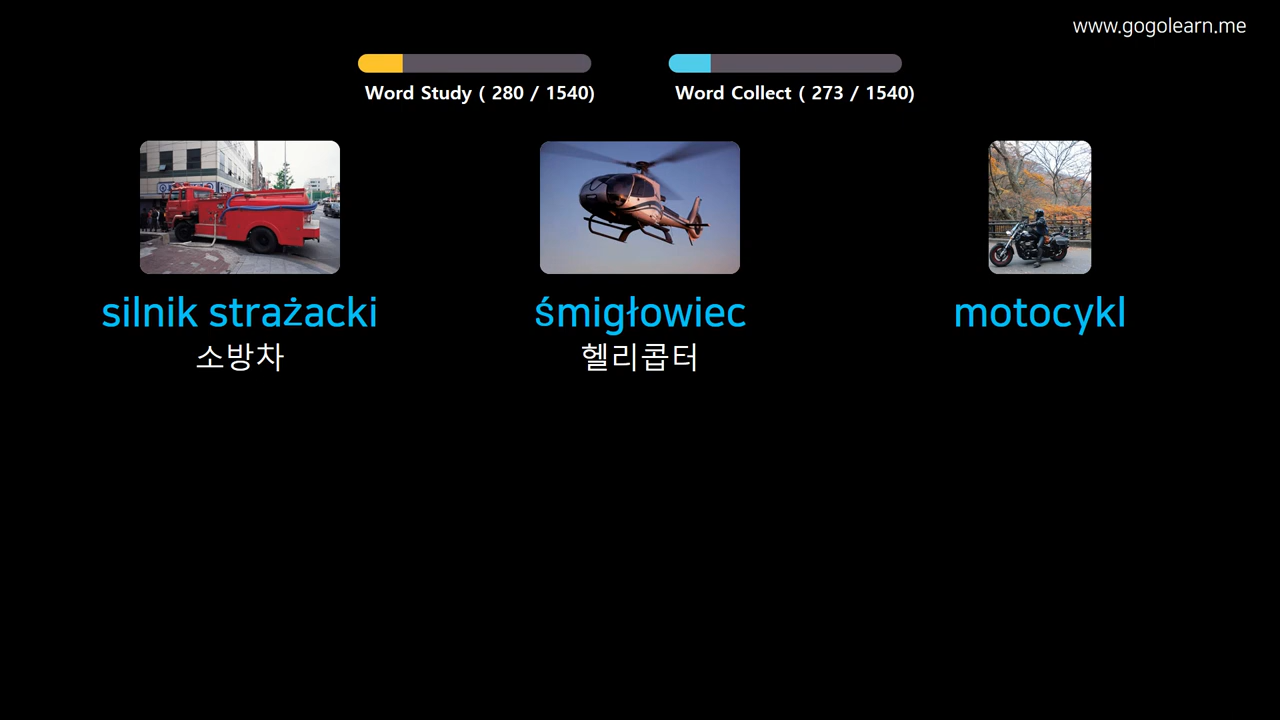 www.gogolearn.me
Word Study ( 280 / 1540)
Word Collect ( 273 / 1540)
silnik strażacki
śmigłowiec
motocykl
소방차
헬리콥터